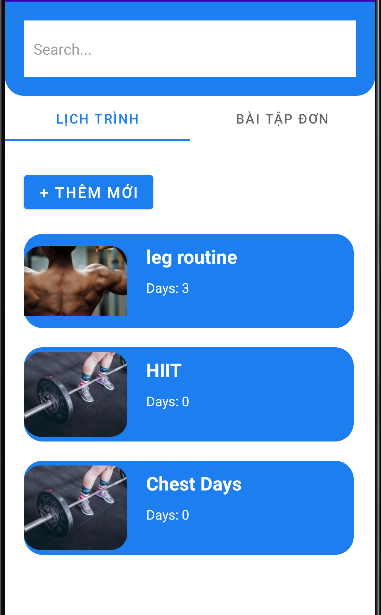 Search...
LỊCH TRÌNH
BÀI TẬP ĐƠN
+ THÊM MỚI
leg routine
Days: 3
HIIT
Days: 0
Chest Days
Days: 0